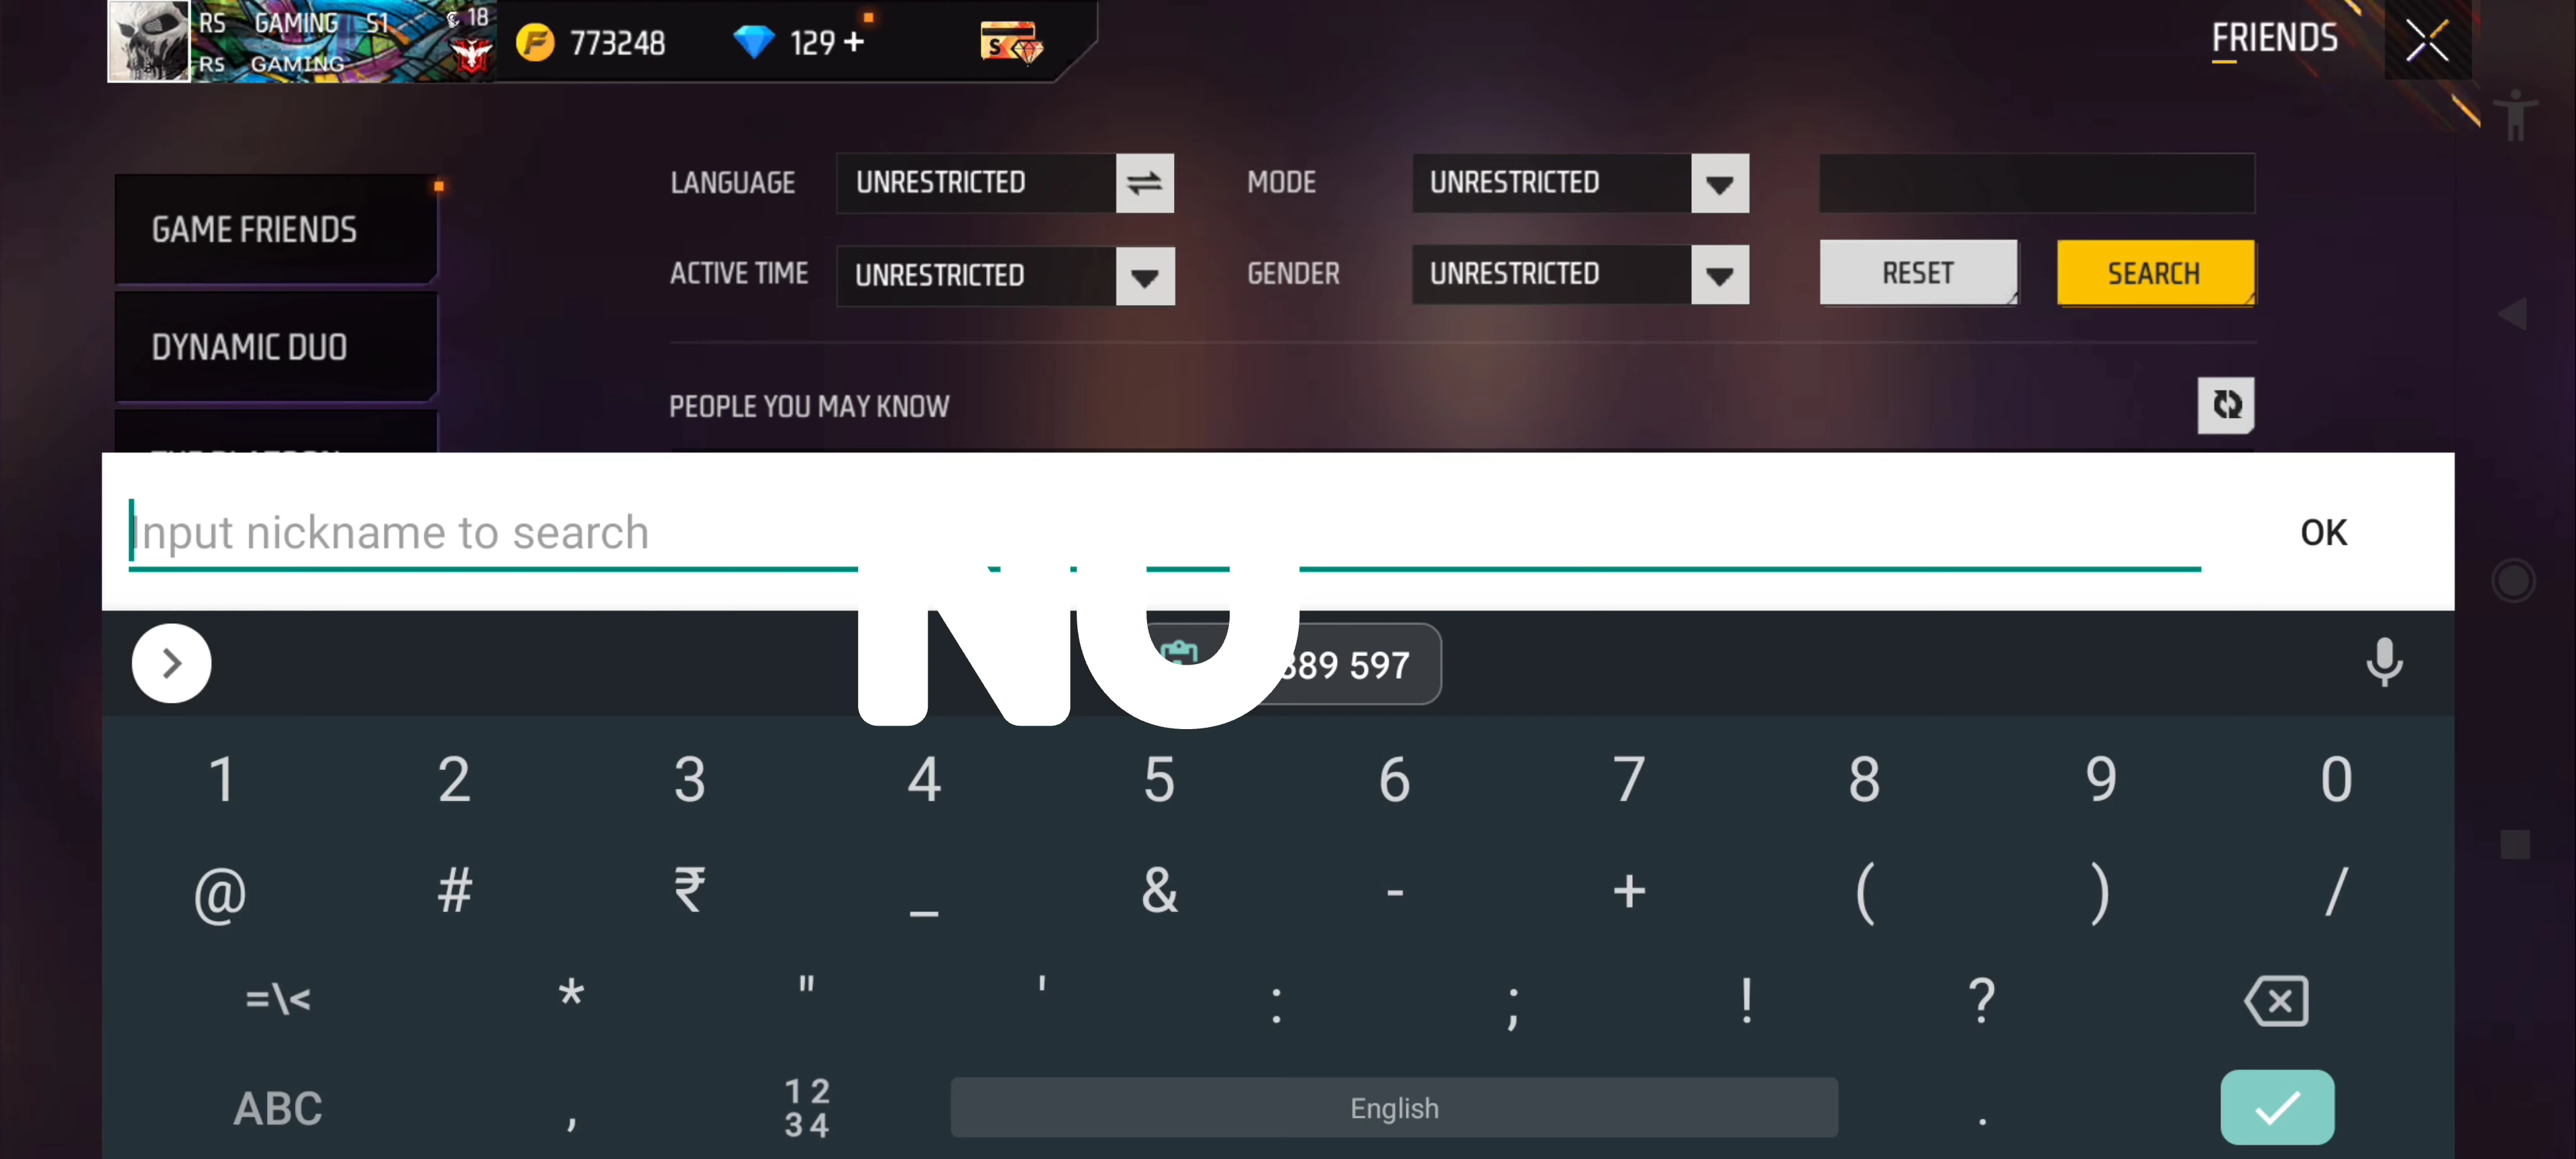 RS GAMING S1 18
Rs GAMING
773248
129 +
FRIENDS
LANGUAGE UNRESTRICTED
MODE UNRESTRICTED
GAME FRIENDS
ACTIVE TIME UNRESTRICTED
GENDER UNRESTRICTED
RESET
SEARCH
DYNAMIC DUO
PEOPLE YOU MAY KNOW
Input nickname to search
OK
NO
597
1 2 3 4 5 6 7 8 9 0
@ # ₹ _ & - + ( ) /
=\< * " ' : ; ! ?
ABC , 12 34 English .